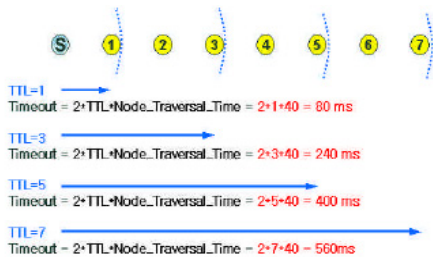 S 1 2 3 4 5 6 7
TTL=1
Timeout = 2*TTL*Node_Traversal_Time = 2*1*40 = 80 ms
TTL=3
Timeout = 2*TTL*Node_Traversal_Time = 2*3*40 = 240 ms
TTL=5
Timeout = 2*TTL*Node_Traversal_Time = 2*5*40 = 400 ms
TTL=7
Timeout = 2*TTL*Node_Traversal_Time = 2*7*40 = 560ms